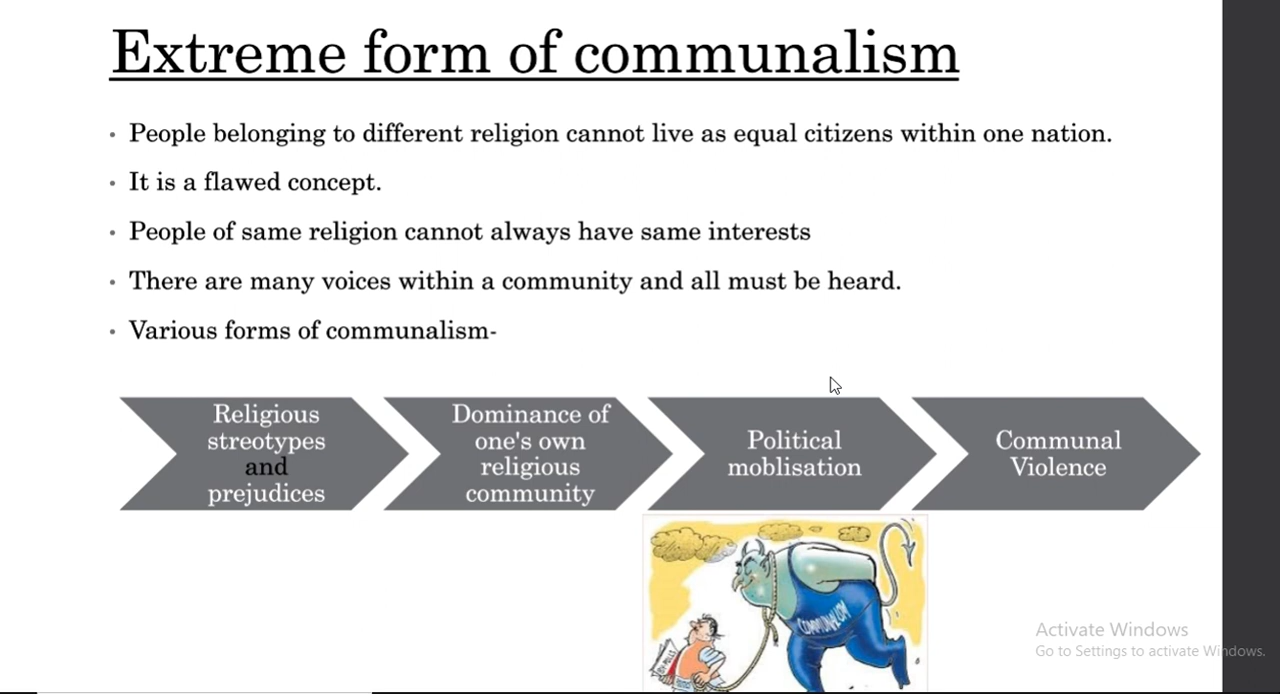 Extreme form of communalism
• People belonging to different religion cannot live as equal citizens within one nation.
• It is a flawed concept.
• People of same religion cannot always have same interests
• There are many voices within a community and all must be heard.
• Various forms of communalism-
Religious
streotypes
and
prejudices
Dominance of
one's own
religious
community
Political
moblisation
Communal
Violence
COMMUNALISM
Activate Windows
Go to Settings to activate Windows.